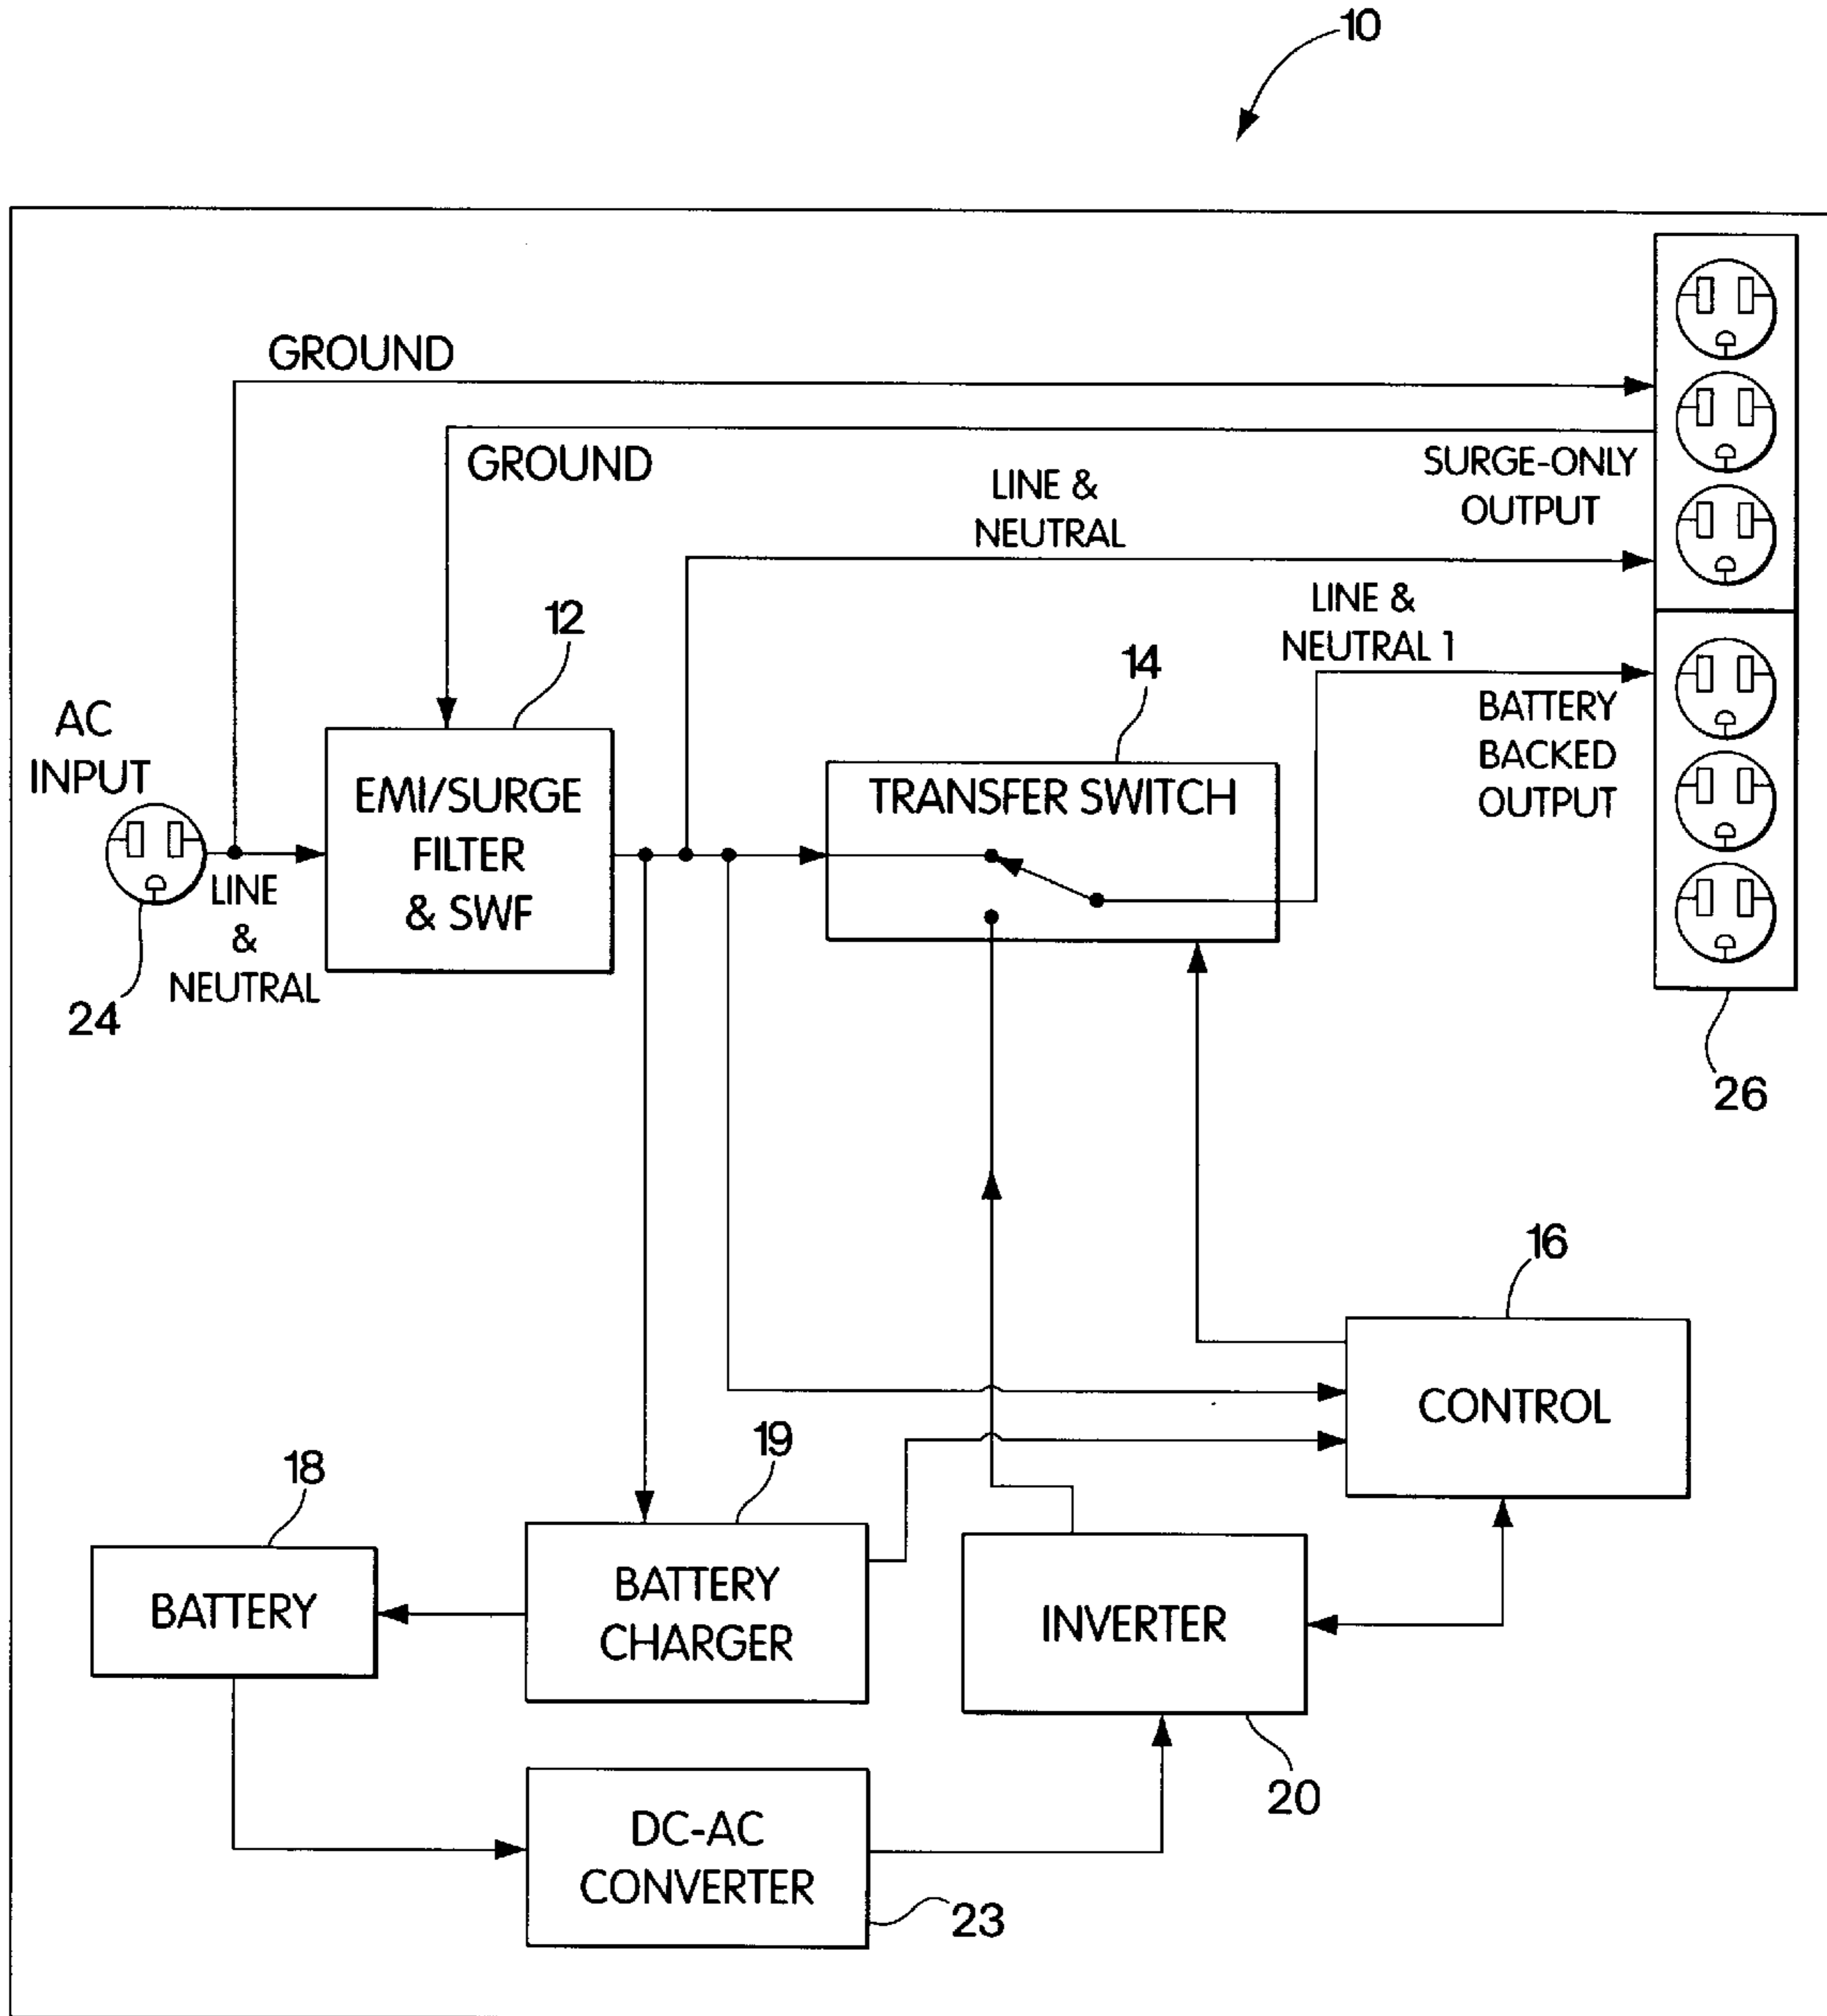 10
GROUND
GROUND
SURGE-ONLY
OUTPUT
LINE &
NEUTRAL
LINE &
NEUTRAL 1
12
14
AC
INPUT
EMI/SURGE
FILTER
& SWF
TRANSFER SWITCH
BATTERY
BACKED
OUTPUT
LINE
&
NEUTRAL
24
26
16
CONTROL
18
19
BATTERY
BATTERY
CHARGER
INVERTER
20
DC-AC
CONVERTER
23